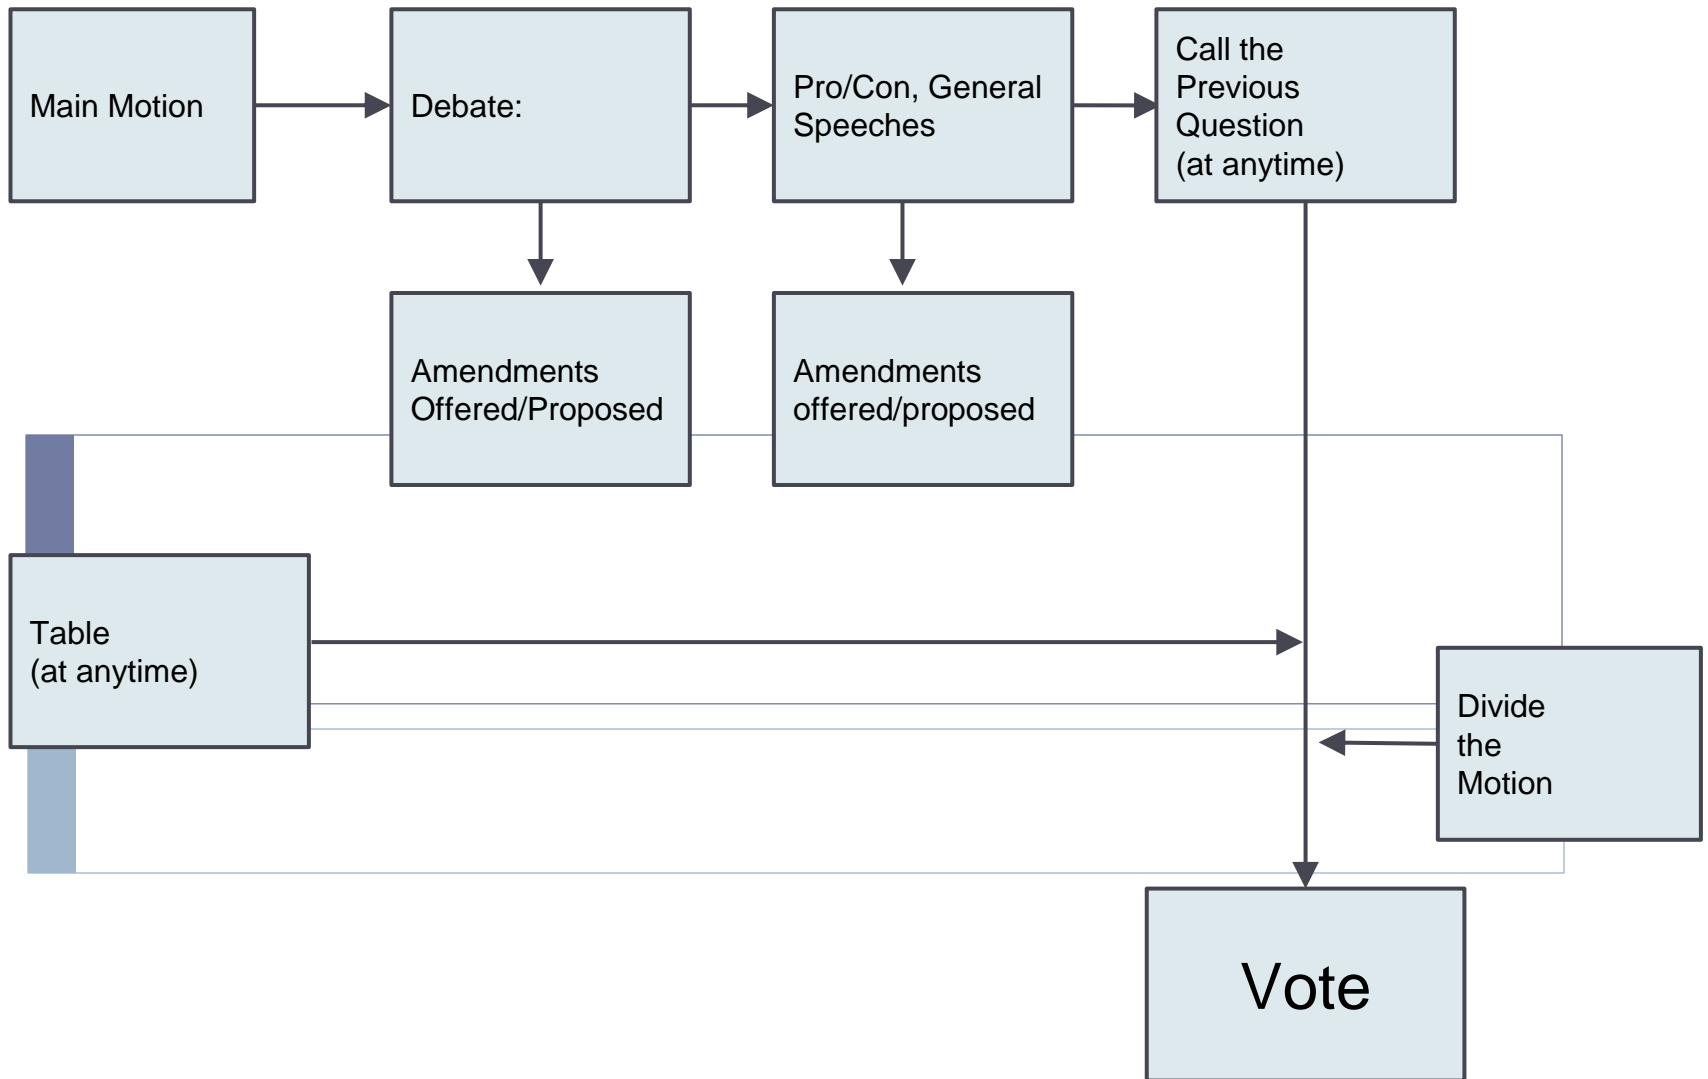 Main Motion
Debate:
Pro/Con, General
Speeches
Call the
Previous
Question
(at anytime)
Amendments
Offered/Proposed
Amendments
offered/proposed
Table
(at anytime)
Divide
the
Motion
Vote